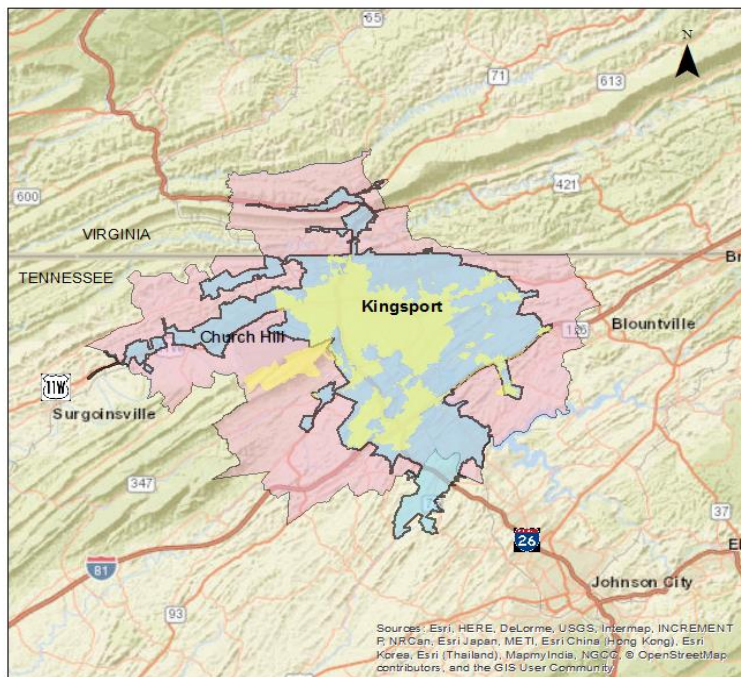 65
N
71
613
600
421
VIRGINIA
TENNESSEE
Kingsport
Church Hill
Blountville
11W
Surgoinsville
347
37
26
81
Johnson City
93
Sources: Esri, HERE, DeLorme, USGS, Intermap, INCREMENT
P, NRCan, Esri Japan, METI, Esri China (Hong Kong), Esri
Korea, Esri (Thailand), MapmyIndia, NGCC, © OpenStreetMap
contributors, and the GIS User Community